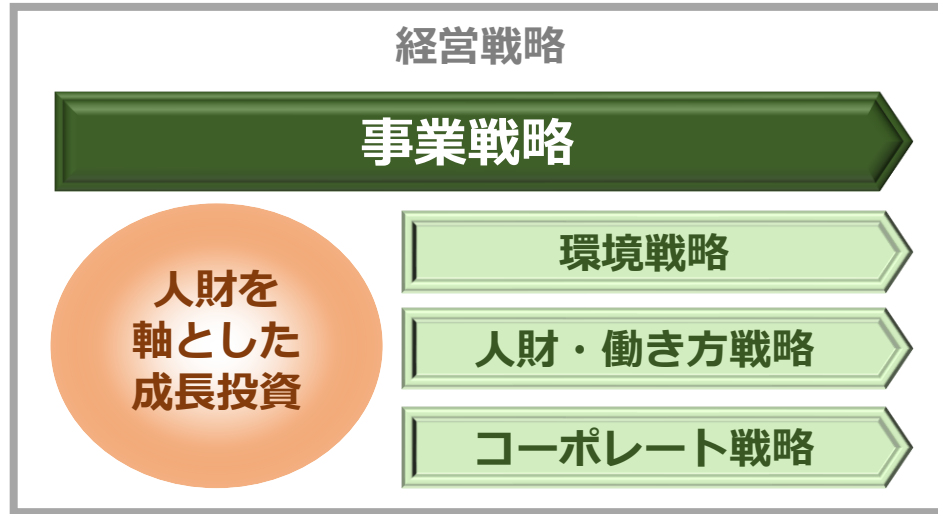 経営戦略
事業戦略
人財を
軸とした
成長投資
環境戦略
人財・働き方戦略
コーポレート戦略